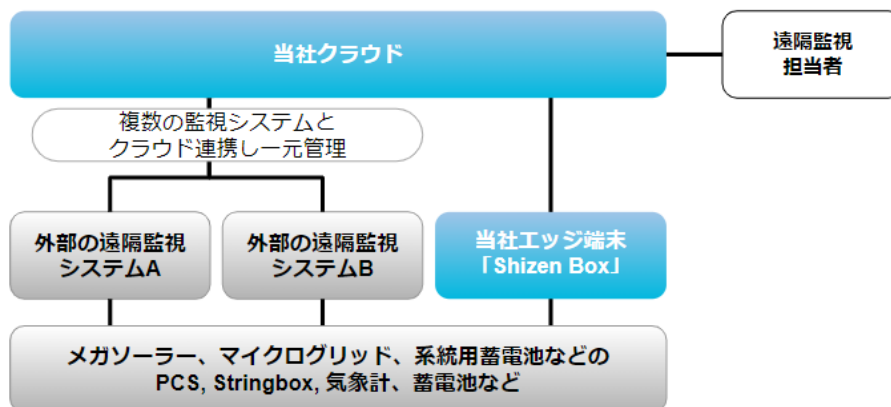 当社クラウド
遠隔監視
担当者
複数の監視システムと
クラウド連携し一元管理
外部の遠隔監視
システムA
外部の遠隔監視
システムB
当社エッジ端末
「Shizen Box」
メガソーラー、マイクログリッド、系統用蓄電池などの
PCS, Stringbox, 気象計、蓄電池など